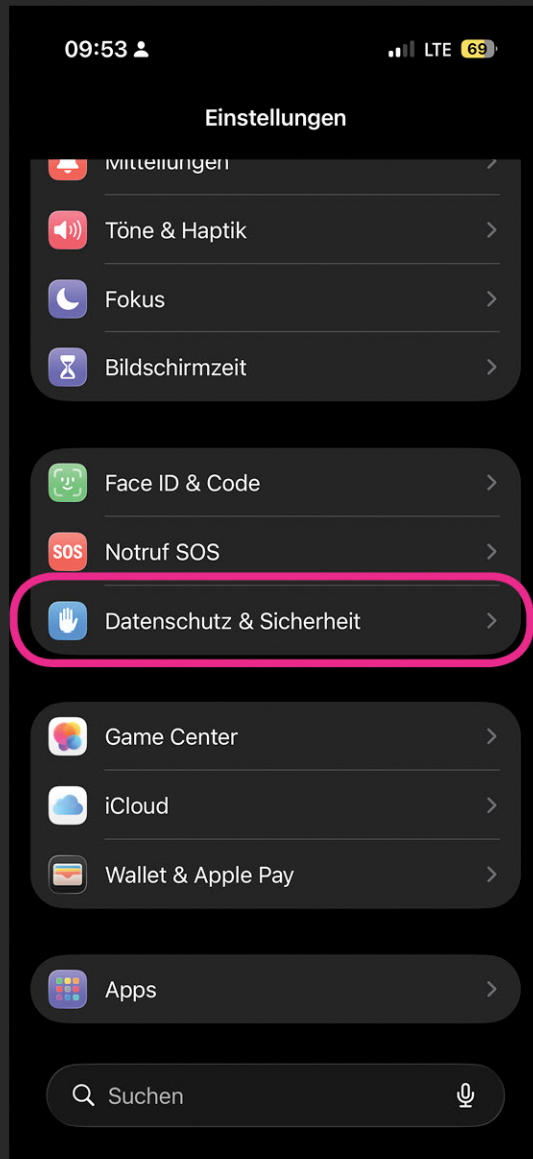 09:53
LTE 69
Einstellungen
Mitteilungen
Töne & Haptik
Fokus
Bildschirmzeit
Face ID & Code
SOS Notruf SOS
Datenschutz & Sicherheit
Game Center
iCloud
Wallet & Apple Pay
Apps
Suchen